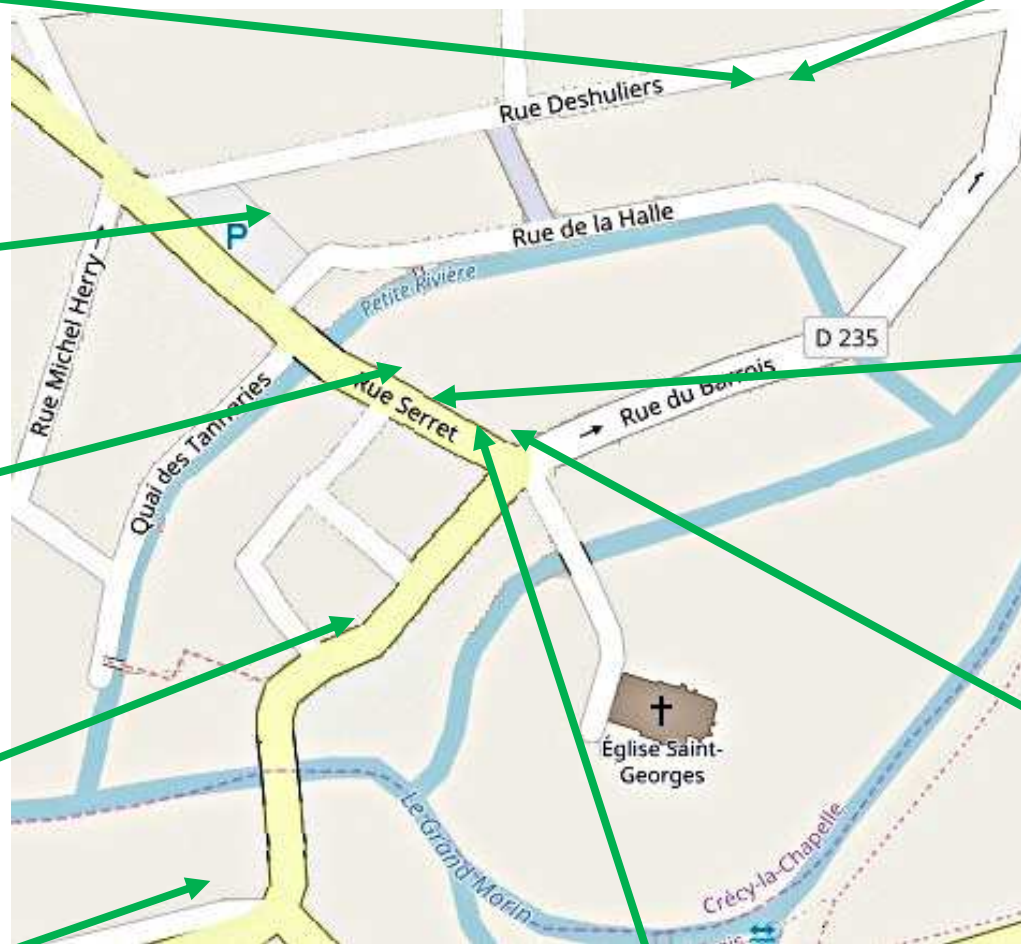 Rue Deshuliers
Rue de la Halle
P
Petite Rivière
Rue Michel Herry
D 235
Rue Serret
Rue du Barrois
Quai des Tanneries
Église Saint-
Georges
Le Grand Morin
Crécy-la-Chapelle